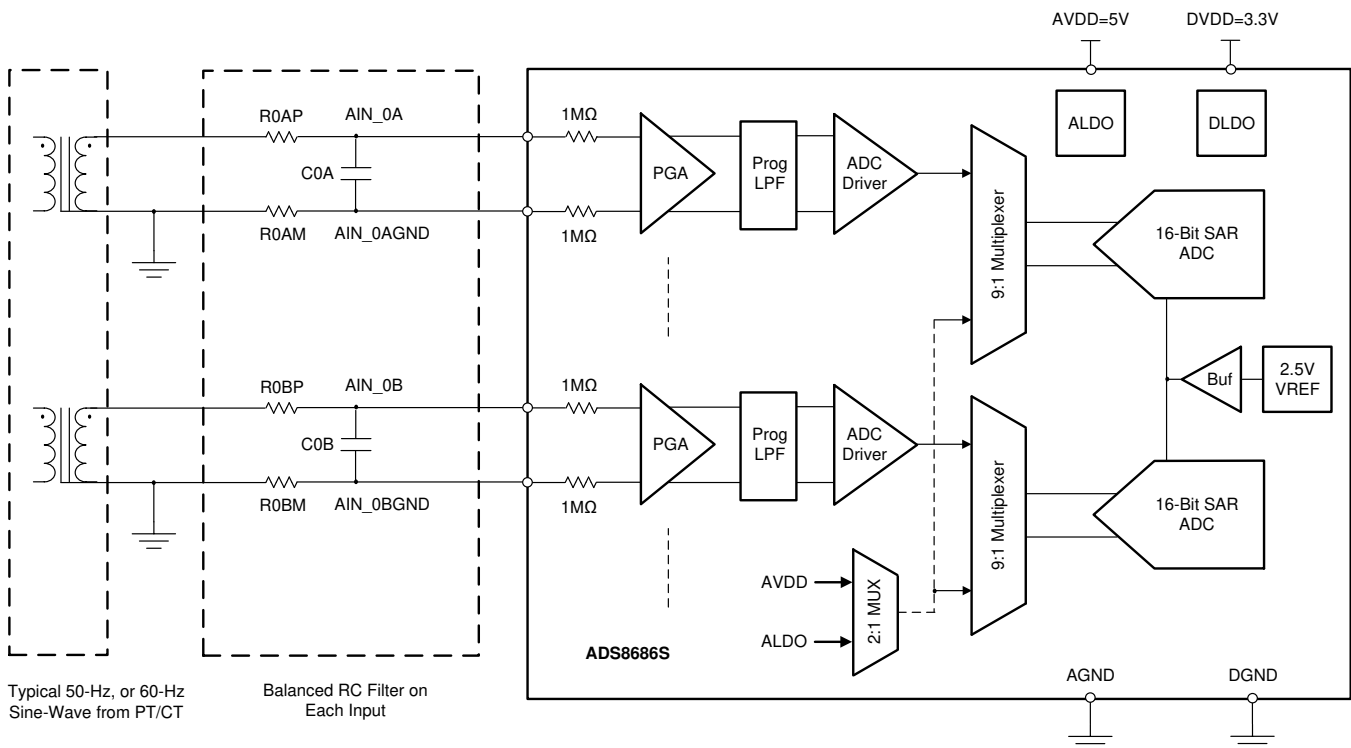 AVDD=5V
DVDD=3.3V
R0AP
AIN_0A
1MΩ
ALDO
DLDO
C0A
PGA
Prog
LPF
ADC
Driver
9:1 Multiplexer
16-Bit SAR
ADC
R0AM
AIN_0AGND
1MΩ
Buf
2.5V
VREF
R0BP
AIN_0B
1MΩ
C0B
PGA
Prog
LPF
ADC
Driver
9:1 Multiplexer
16-Bit SAR
ADC
R0BM
AIN_0BGND
1MΩ
AVDD
ALDO
2:1 MUX
ADS8686S
AGND
DGND
Typical 50-Hz, or 60-Hz
Sine-Wave from PT/CT
Balanced RC Filter on
Each Input